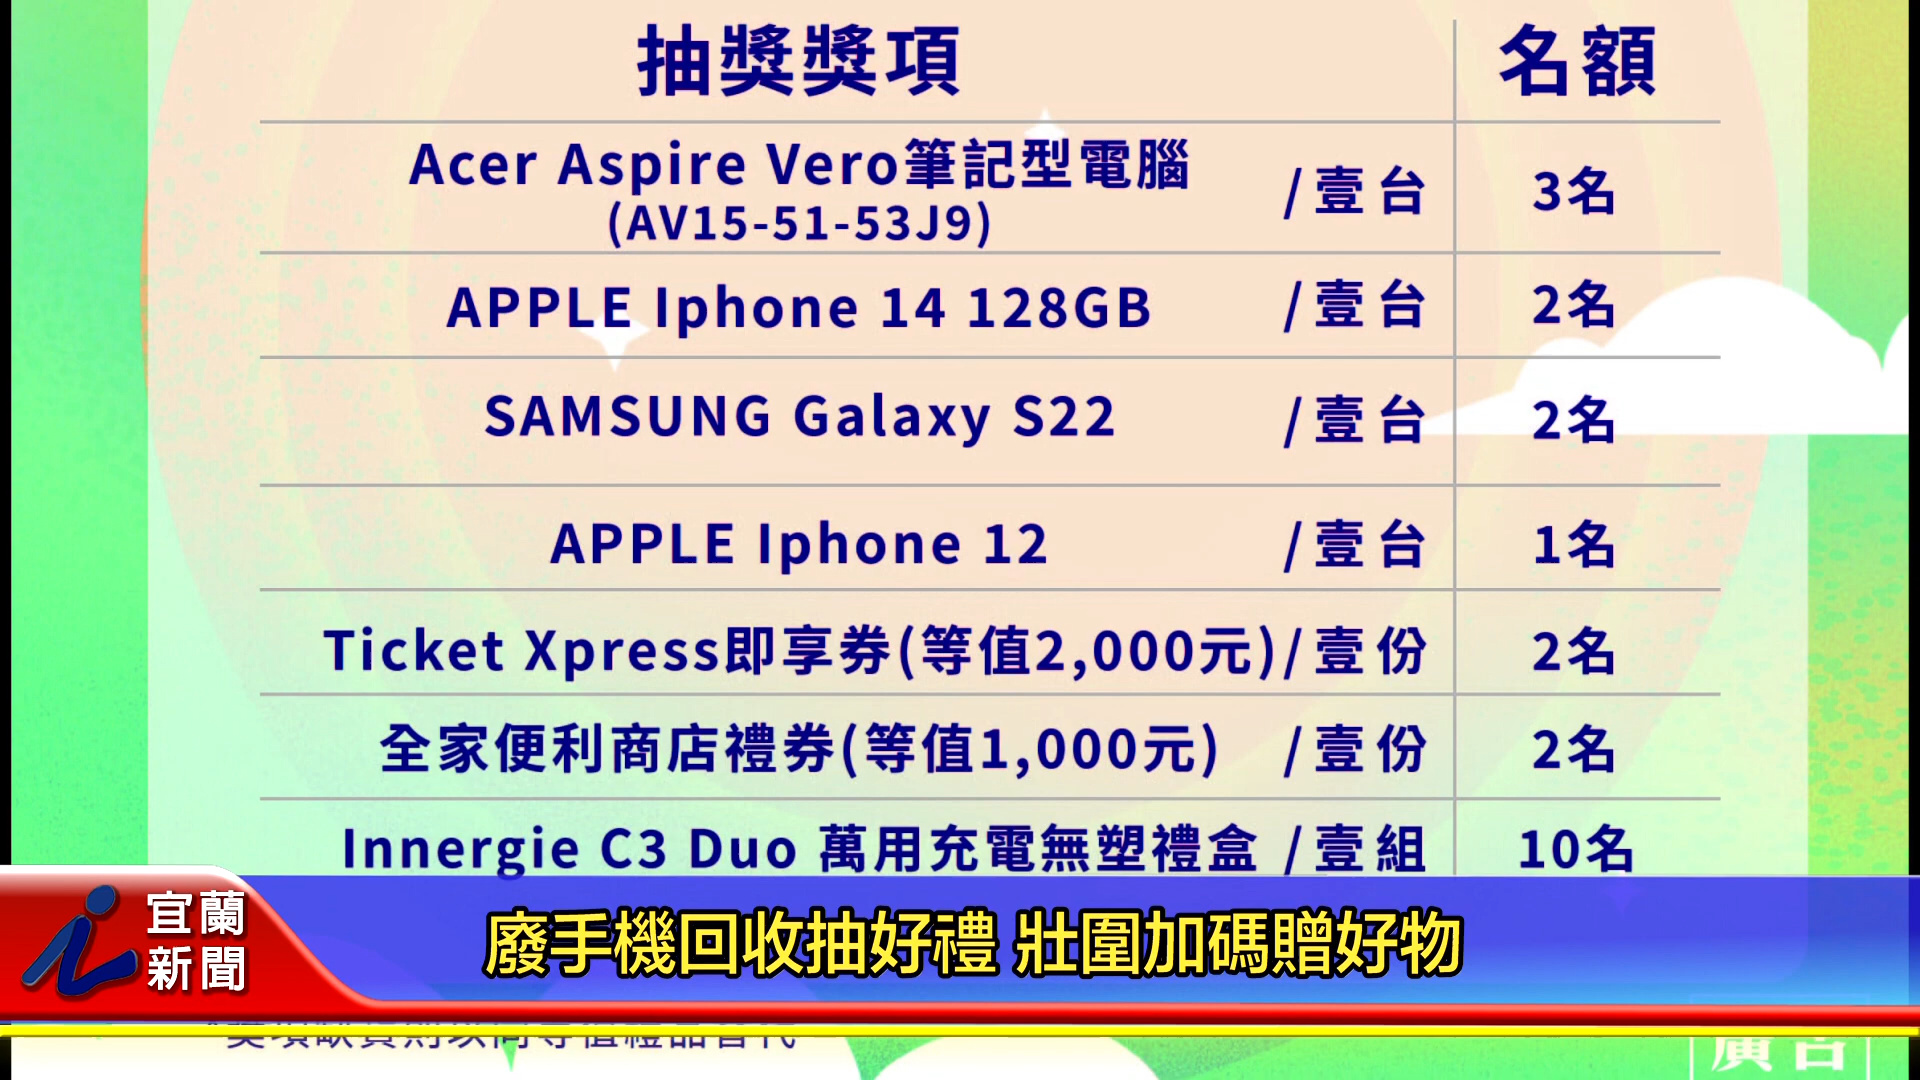 抽獎獎項 名額
Acer Aspire Vero筆記型電腦
(AV15-51-53J9) /壹台 3名
APPLE Iphone 14 128GB /壹台 2名
SAMSUNG Galaxy S22 /壹台 2名
APPLE Iphone 12 /壹台 1名
Ticket Xpress即享券(等值2,000元)/壹份 2名
全家便利商店禮券(等值1,000元) /壹份 2名
Innergie C3 Duo 萬用充電無塑禮盒 /壹組 10名
宜蘭
新聞
廢手機回收抽好禮 壯圍加碼贈好物
廣告